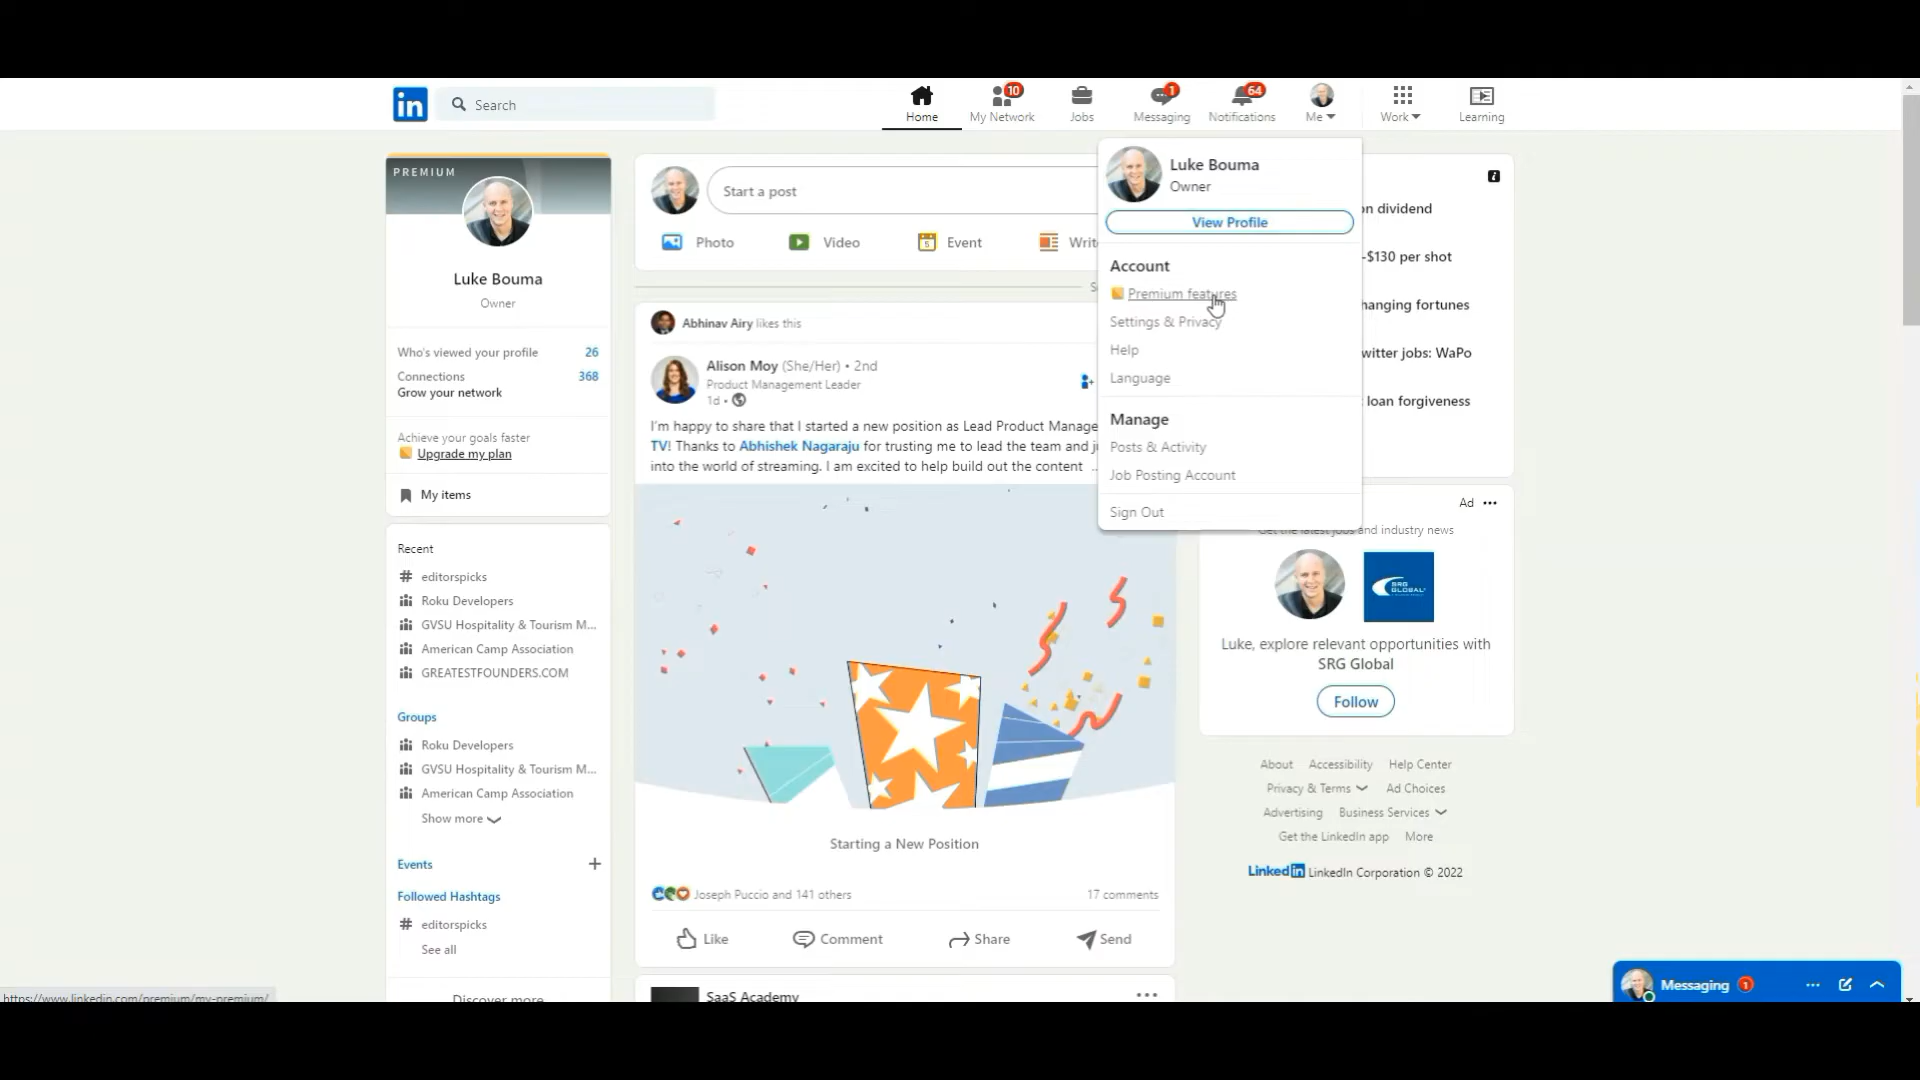 in
Search
Home
10
My Network
Jobs
1
Messaging
64
Notifications
Me
Work
Learning
PREMIUM
Luke Bouma
Owner
Who's viewed your profile 26
Connections 368
Grow your network
Achieve your goals faster
Upgrade my plan
My items
Recent
# editorspicks
Roku Developers
GVSU Hospitality & Tourism M...
American Camp Association
GREATESTFOUNDERS.COM
Groups
Roku Developers
GVSU Hospitality & Tourism M...
American Camp Association
Show more
Events +
Followed Hashtags
# editorspicks
See all
Discover more
https://www.linkedin.com/premium/my-premium/
Start a post
Photo
Video
5
Event
Writ
S
Abhinav Airy likes this
Alison Moy (She/Her) • 2nd
Product Management Leader
1d •
I'm happy to share that I started a new position as Lead Product Manage
TV! Thanks to Abhishek Nagaraju for trusting me to lead the team and j
into the world of streaming. I am excited to help build out the content ..
Starting a New Position
Joseph Puccio and 141 others 17 comments
Like
Comment
Share
Send
SaaS Academy ...
Luke Bouma
Owner
View Profile
Account
Premium features
Settings & Privacy
Help
Language
Manage
Posts & Activity
Job Posting Account
Sign Out
on dividend
-$130 per shot
hanging fortunes
witter jobs: WaPo
loan forgiveness
Ad ...
Get the latest jobs and industry news
SRG
GLOBAL
Luke, explore relevant opportunities with
SRG Global
Follow
About Accessibility Help Center
Privacy & Terms Ad Choices
Advertising Business Services
Get the LinkedIn app More
LinkedIn LinkedIn Corporation © 2022
Messaging 1 ...